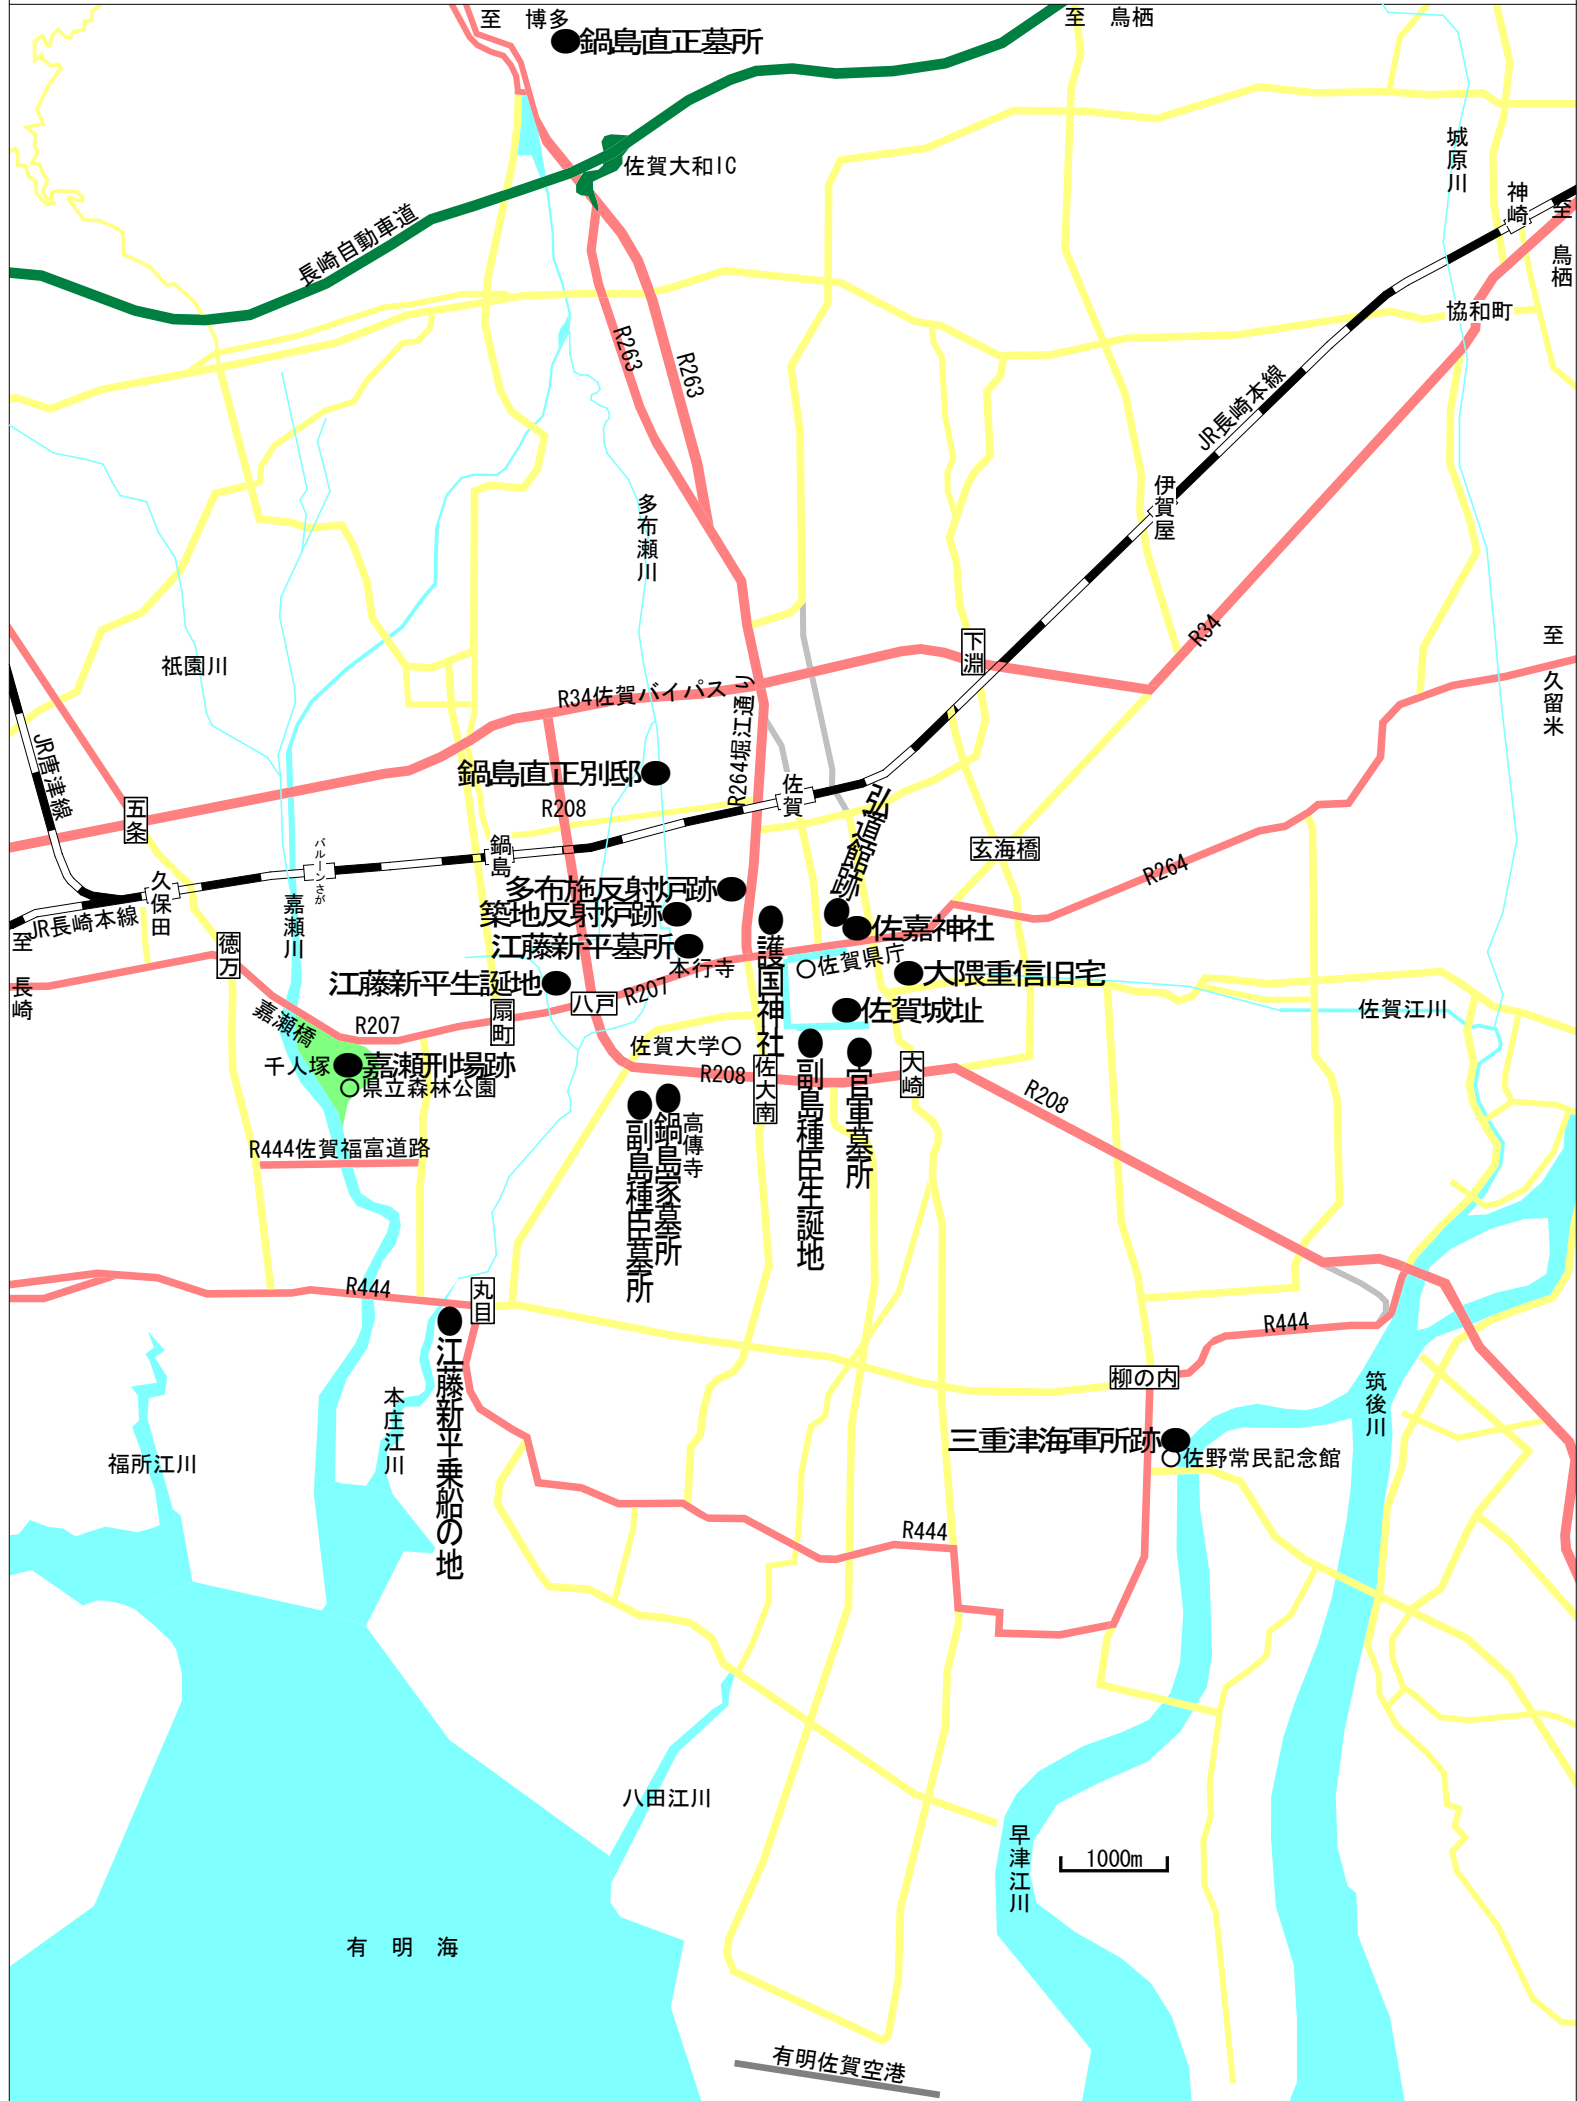 至 博多
至 鳥栖
鍋島直正墓所
佐賀大和IC
城原川
神崎
至 鳥栖
長崎自動車道
協和町
R263
R263
JR長崎本線
伊賀屋
多布瀬川
R34
下淵
至 久留米
祇園川
R34佐賀バイパス
R264堀江通り
JR唐津線
鍋島直正別邸
佐賀
R208
五条
弘道館跡
玄海橋
鍋島
バルーンさが
R264
久保田
多布施反射炉跡
築地反射炉跡
嘉瀬川
JR長崎本線
至 長崎
佐嘉神社
護国神社
徳万
江藤新平墓所
本行寺
佐賀県庁
大隈重信旧宅
江藤新平生誕地
八戸
R207
扇町
嘉瀬橋
R207
佐賀城址
佐賀江川
佐賀大学
千人塚
嘉瀬刑場跡
県立森林公園
R208
佐大南
大崎
R208
副島種臣生誕地
官軍墓所
高傳寺
鍋島家墓所
副島種臣墓所
R444佐賀福富道路
R444
丸目
R444
江藤新平乗船の地
柳の内
筑後川
本庄江川
福所江川
三重津海軍所跡
佐野常民記念館
R444
八田江川
早津江川
1000m
有明海
有明佐賀空港